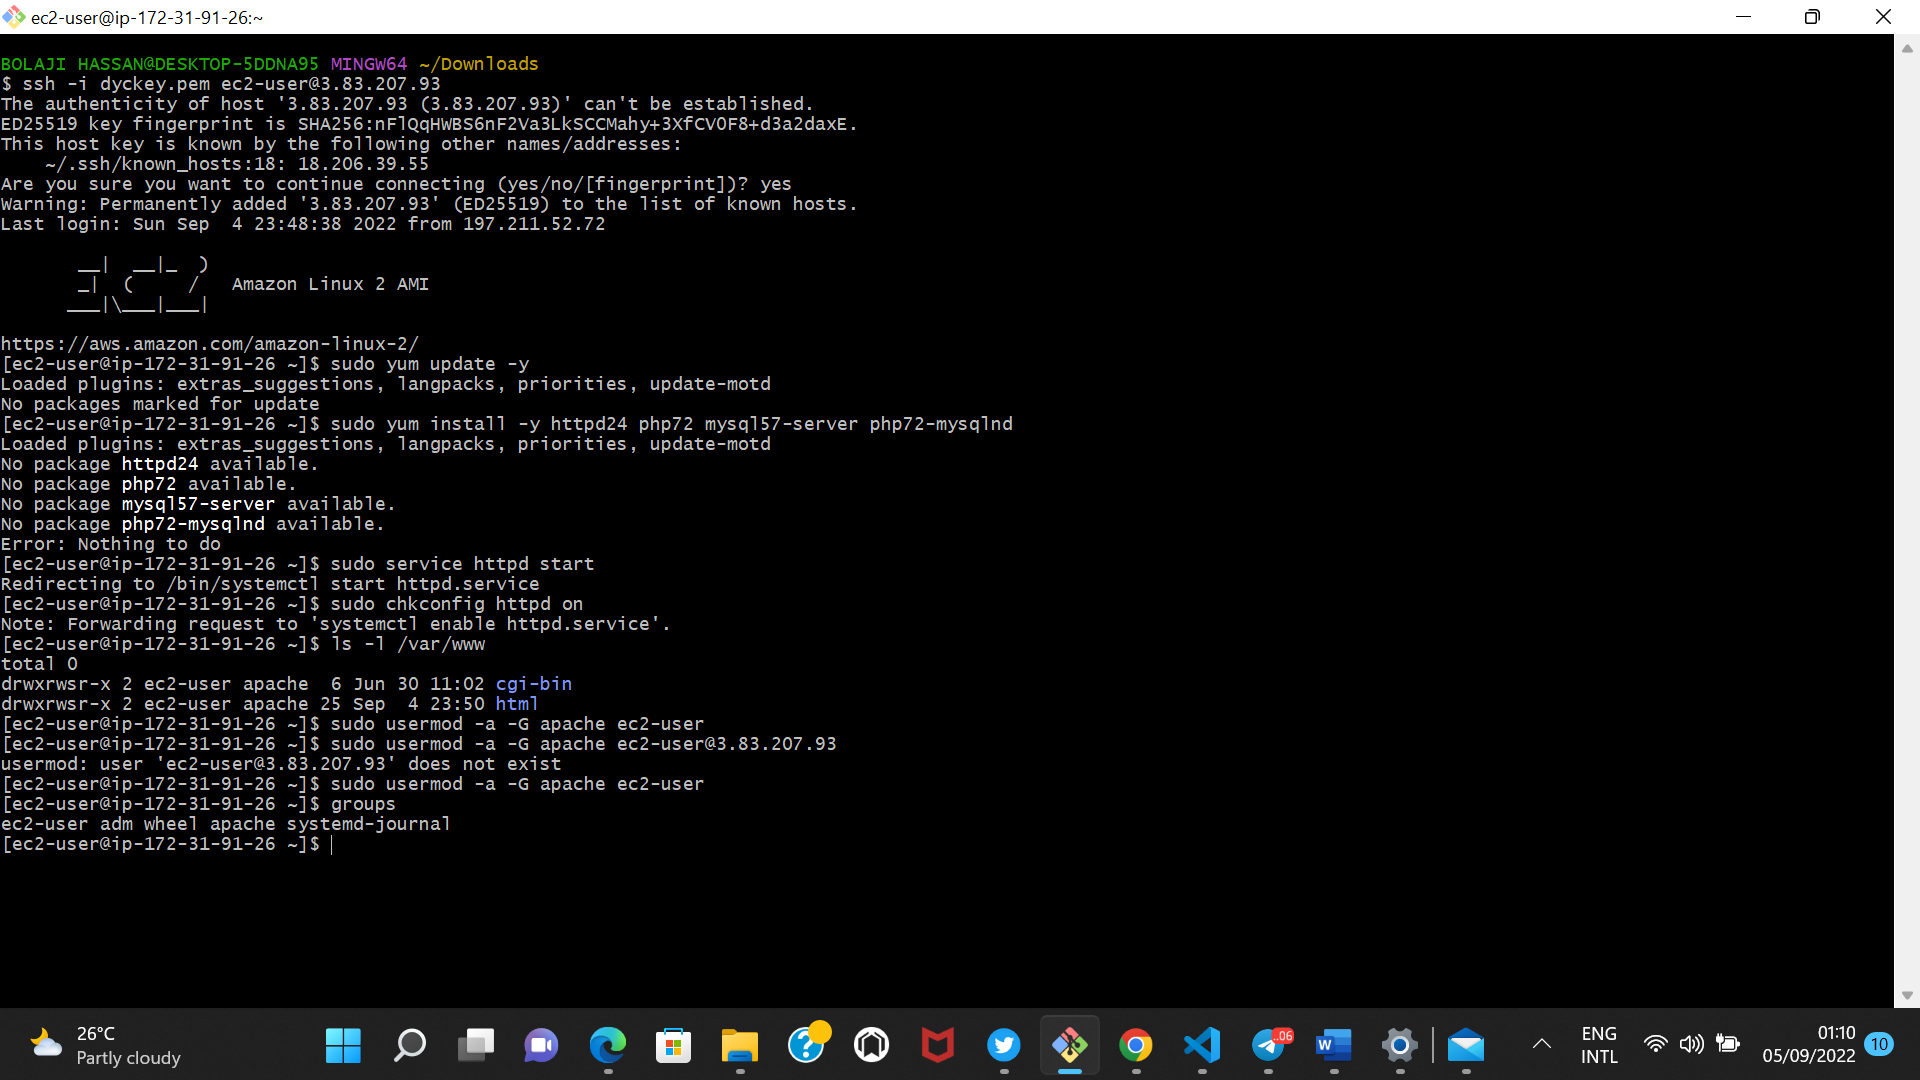 ec2-user@ip-172-31-91-26:~
BOLAJI HASSAN@DESKTOP-5DDNA95 MINGW64 ~/Downloads
$ ssh -i dyckey.pem ec2-user@3.83.207.93
The authenticity of host '3.83.207.93 (3.83.207.93)' can't be established.
ED25519 key fingerprint is SHA256:nFlQqHWBS6nF2Va3LkSCCMahy+3XfCV0F8+d3a2daxE.
This host key is known by the following other names/addresses:
    ~/.ssh/known_hosts:18: 18.206.39.55
Are you sure you want to continue connecting (yes/no/[fingerprint])? yes
Warning: Permanently added '3.83.207.93' (ED25519) to the list of known hosts.
Last login: Sun Sep  4 23:48:38 2022 from 197.211.52.72
       __|  __|_  )
       _|  (     /   Amazon Linux 2 AMI
      ___|\___|___|
https://aws.amazon.com/amazon-linux-2/
[ec2-user@ip-172-31-91-26 ~]$ sudo yum update -y
Loaded plugins: extras_suggestions, langpacks, priorities, update-motd
No packages marked for update
[ec2-user@ip-172-31-91-26 ~]$ sudo yum install -y httpd24 php72 mysql57-server php72-mysqlnd
Loaded plugins: extras_suggestions, langpacks, priorities, update-motd
No package httpd24 available.
No package php72 available.
No package mysql57-server available.
No package php72-mysqlnd available.
Error: Nothing to do
[ec2-user@ip-172-31-91-26 ~]$ sudo service httpd start
Redirecting to /bin/systemctl start httpd.service
[ec2-user@ip-172-31-91-26 ~]$ sudo chkconfig httpd on
Note: Forwarding request to 'systemctl enable httpd.service'.
[ec2-user@ip-172-31-91-26 ~]$ ls -l /var/www
total 0
drwxrwsr-x 2 ec2-user apache  6 Jun 30 11:02 cgi-bin
drwxrwsr-x 2 ec2-user apache 25 Sep  4 23:50 html
[ec2-user@ip-172-31-91-26 ~]$ sudo usermod -a -G apache ec2-user
[ec2-user@ip-172-31-91-26 ~]$ sudo usermod -a -G apache ec2-user@3.83.207.93
usermod: user 'ec2-user@3.83.207.93' does not exist
[ec2-user@ip-172-31-91-26 ~]$ sudo usermod -a -G apache ec2-user
[ec2-user@ip-172-31-91-26 ~]$ groups
ec2-user adm wheel apache systemd-journal
[ec2-user@ip-172-31-91-26 ~]$
26°C
Partly cloudy
..06
ENG
INTL
01:10
05/09/2022
10